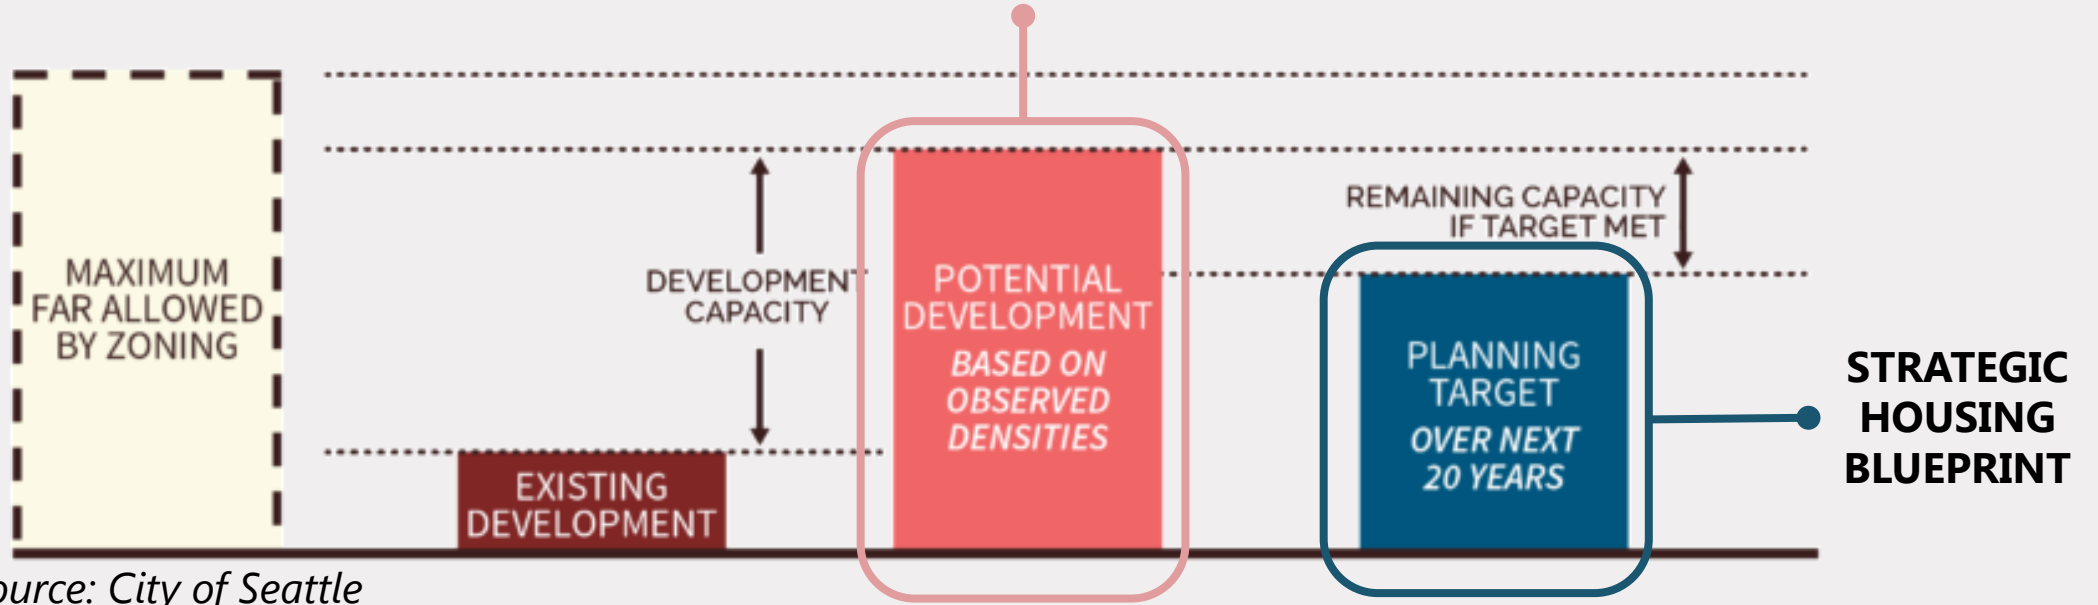 MAXIMUM
FAR ALLOWED
BY ZONING
EXISTING
DEVELOPMENT
DEVELOPMENT
CAPACITY
POTENTIAL
DEVELOPMENT
BASED ON
OBSERVED
DENSITIES
REMAINING CAPACITY
IF TARGET MET
PLANNING
TARGET
OVER NEXT
20 YEARS
STRATEGIC
HOUSING
BLUEPRINT
ource: City of Seattle